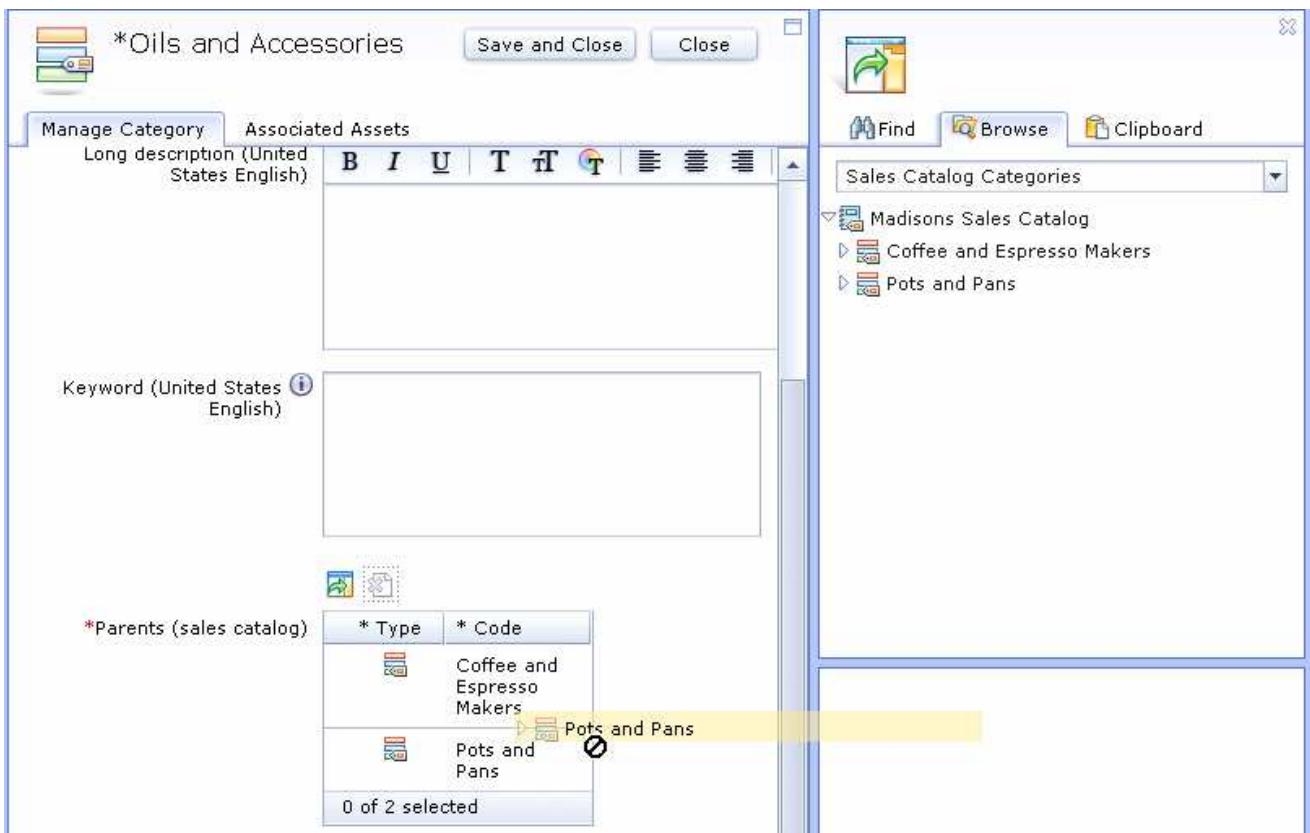 *Oils and Accessories
Save and Close
Close
Manage Category
Associated Assets
Long description (United
States English)
B I U T тT T
Keyword (United States
English)
*Parents (sales catalog)
* Type
* Code
Coffee and
Espresso
Makers
Pots and Pans
Pots and
Pans
0 of 2 selected
Find
Browse
Clipboard
Sales Catalog Categories
Madisons Sales Catalog
Coffee and Espresso Makers
Pots and Pans